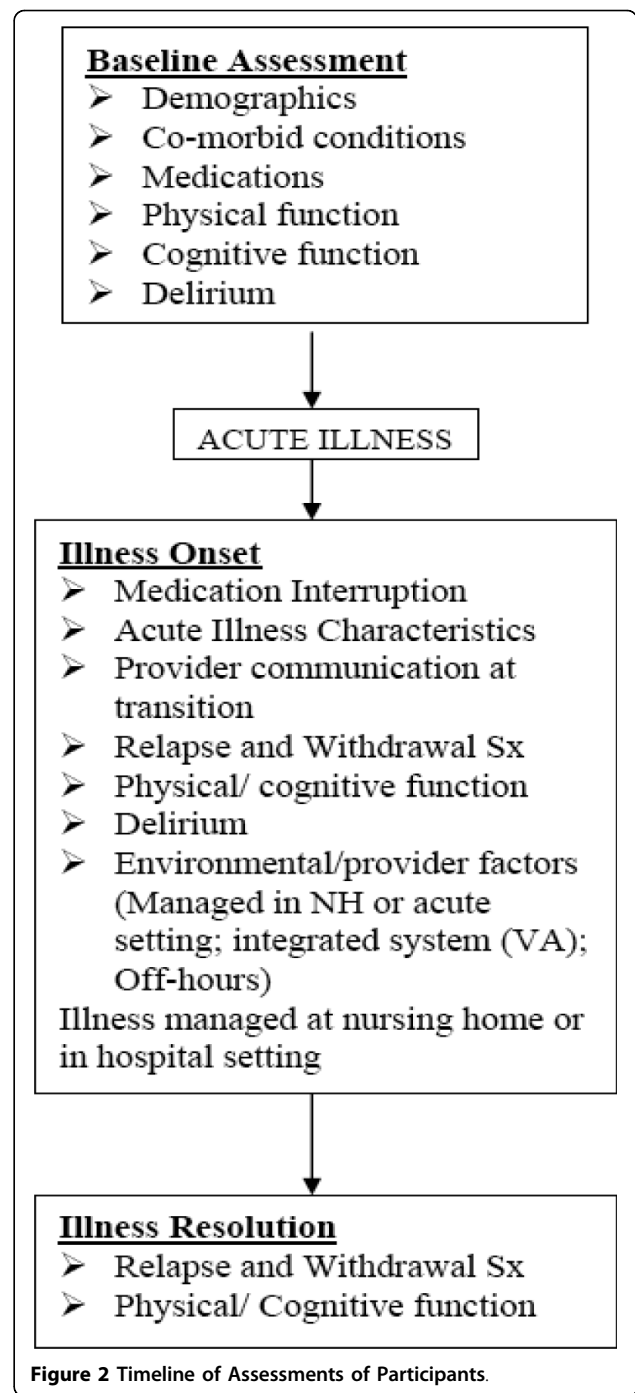 Baseline Assessment
➢ Demographics
➢ Co-morbid conditions
➢ Medications
➢ Physical function
➢ Cognitive function
➢ Delirium
ACUTE ILLNESS
Illness Onset
➢ Medication Interruption
➢ Acute Illness Characteristics
➢ Provider communication at
transition
➢ Relapse and Withdrawal Sx
➢ Physical/ cognitive function
➢ Delirium
➢ Environmental/provider factors
(Managed in NH or acute
setting; integrated system (VA);
Off-hours)
Illness managed at nursing home or
in hospital setting
Illness Resolution
➢ Relapse and Withdrawal Sx
➢ Physical/ Cognitive function
Figure 2 Timeline of Assessments of Participants.